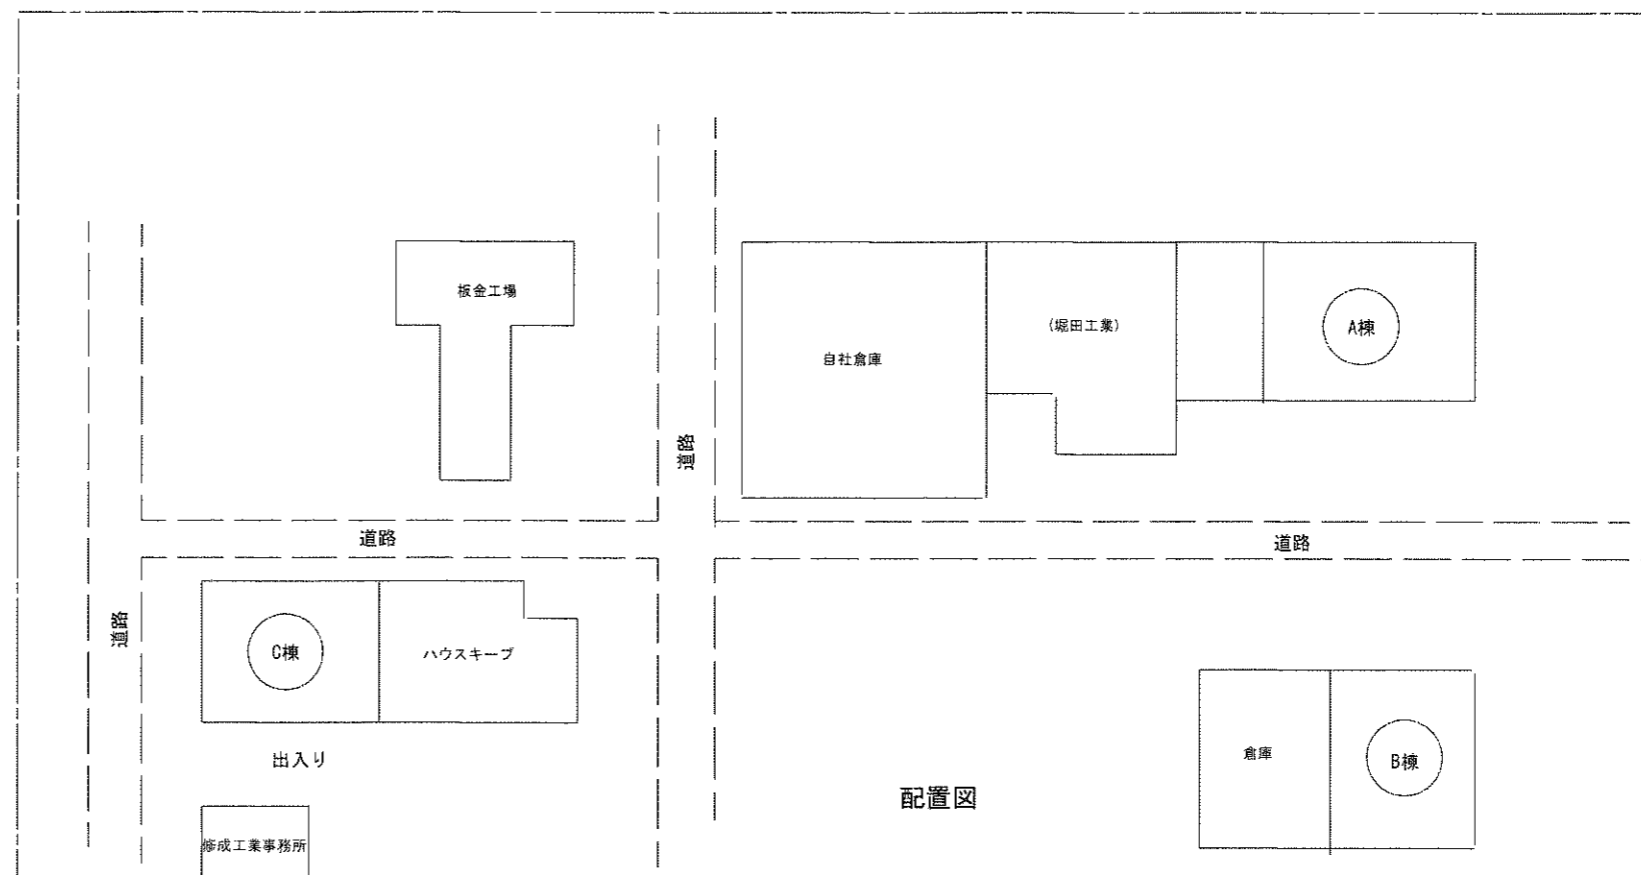 板金工場
(堀田工業)
A棟
自社倉庫
道路
道路
道路
道路
C棟
ハウスキープ
出入り
倉庫
B棟
配置図
修成工業事務所